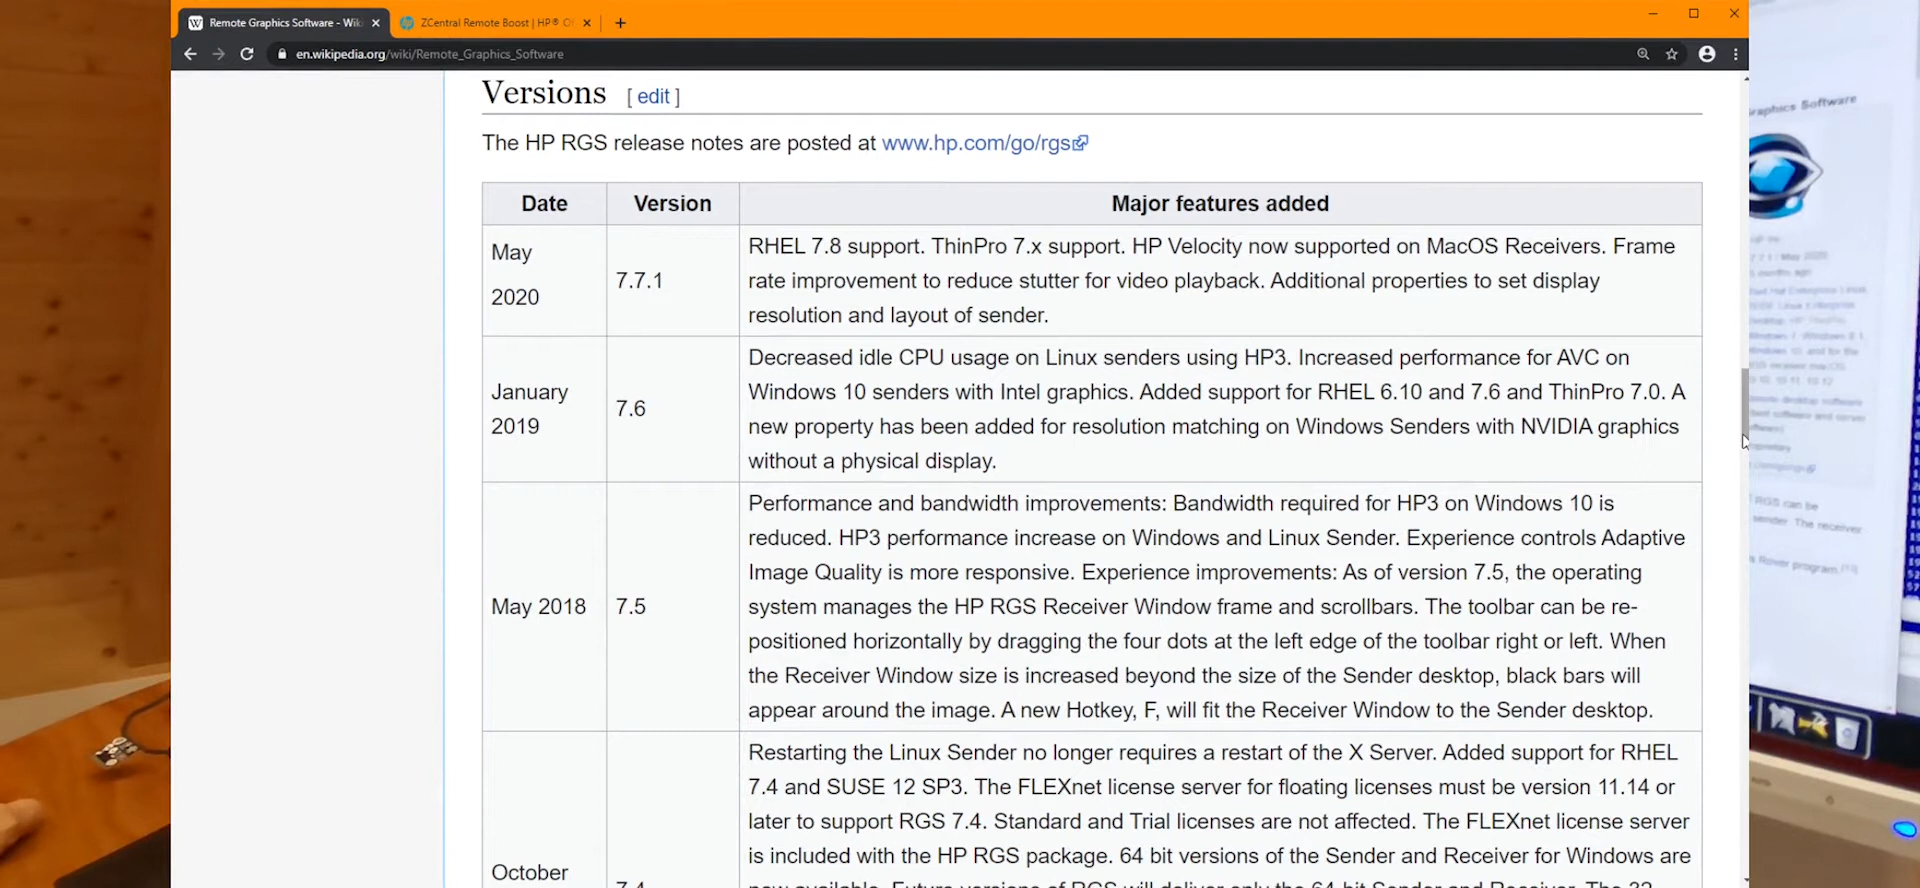 Remote Graphics Software - Wik
ZCentral Remote Boost | HP® O
en.wikipedia.org/wiki/Remote_Graphics_Software
Versions [ edit ]
The HP RGS release notes are posted at www.hp.com/go/rgs
Date Version Major features added
May
2020
7.7.1
RHEL 7.8 support. ThinPro 7.x support. HP Velocity now supported on MacOS Receivers. Frame
rate improvement to reduce stutter for video playback. Additional properties to set display
resolution and layout of sender.
January
2019
7.6
Decreased idle CPU usage on Linux senders using HP3. Increased performance for AVC on
Windows 10 senders with Intel graphics. Added support for RHEL 6.10 and 7.6 and ThinPro 7.0. A
new property has been added for resolution matching on Windows Senders with NVIDIA graphics
without a physical display.
May 2018
7.5
Performance and bandwidth improvements: Bandwidth required for HP3 on Windows 10 is
reduced. HP3 performance increase on Windows and Linux Sender. Experience controls Adaptive
Image Quality is more responsive. Experience improvements: As of version 7.5, the operating
system manages the HP RGS Receiver Window frame and scrollbars. The toolbar can be re-
positioned horizontally by dragging the four dots at the left edge of the toolbar right or left. When
the Receiver Window size is increased beyond the size of the Sender desktop, black bars will
appear around the image. A new Hotkey, F, will fit the Receiver Window to the Sender desktop.
October
Restarting the Linux Sender no longer requires a restart of the X Server. Added support for RHEL
7.4 and SUSE 12 SP3. The FLEXnet license server for floating licenses must be version 11.14 or
later to support RGS 7.4. Standard and Trial licenses are not affected. The FLEXnet license server
is included with the HP RGS package. 64 bit versions of the Sender and Receiver for Windows are
raphics Software
RGS can be
sender. The receiver
Rover program.